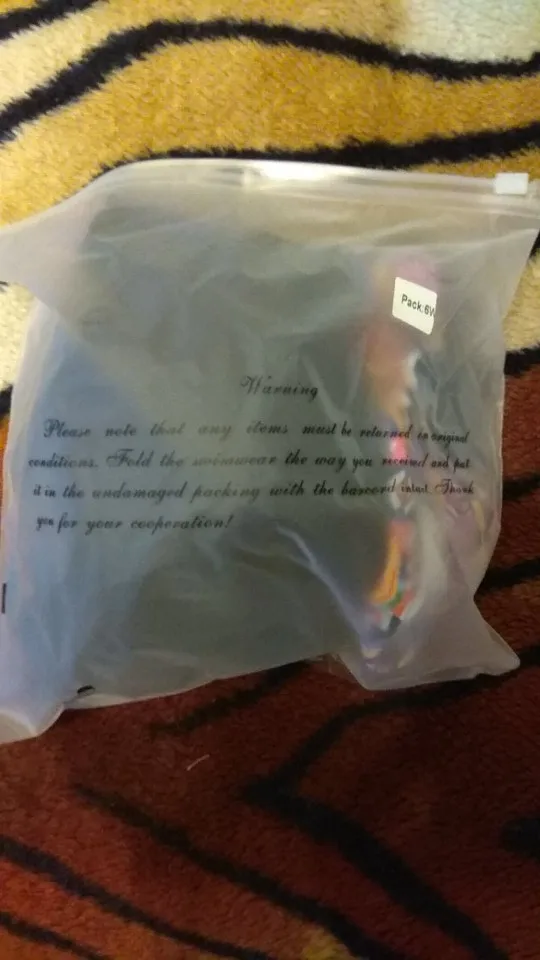 Pack:6W
Warning
Please note that any items must be returned in original
conditions. Fold the swimwear the way you received and put
it in the undamaged packing with the barcord intact. Thank
you for your cooperation!